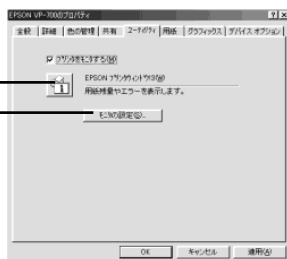 EPSON VP-700のプロパティ
全般 詳細 色の管理 共有 ユーティリティ 用紙 グラフィックス デバイス オプション
プリンタをモニタする(M)
EPSON プリンタウィンドウ!3(W)
用紙残量やエラーを表示します。
モニタの設定(S)...
OK キャンセル 適用(A)